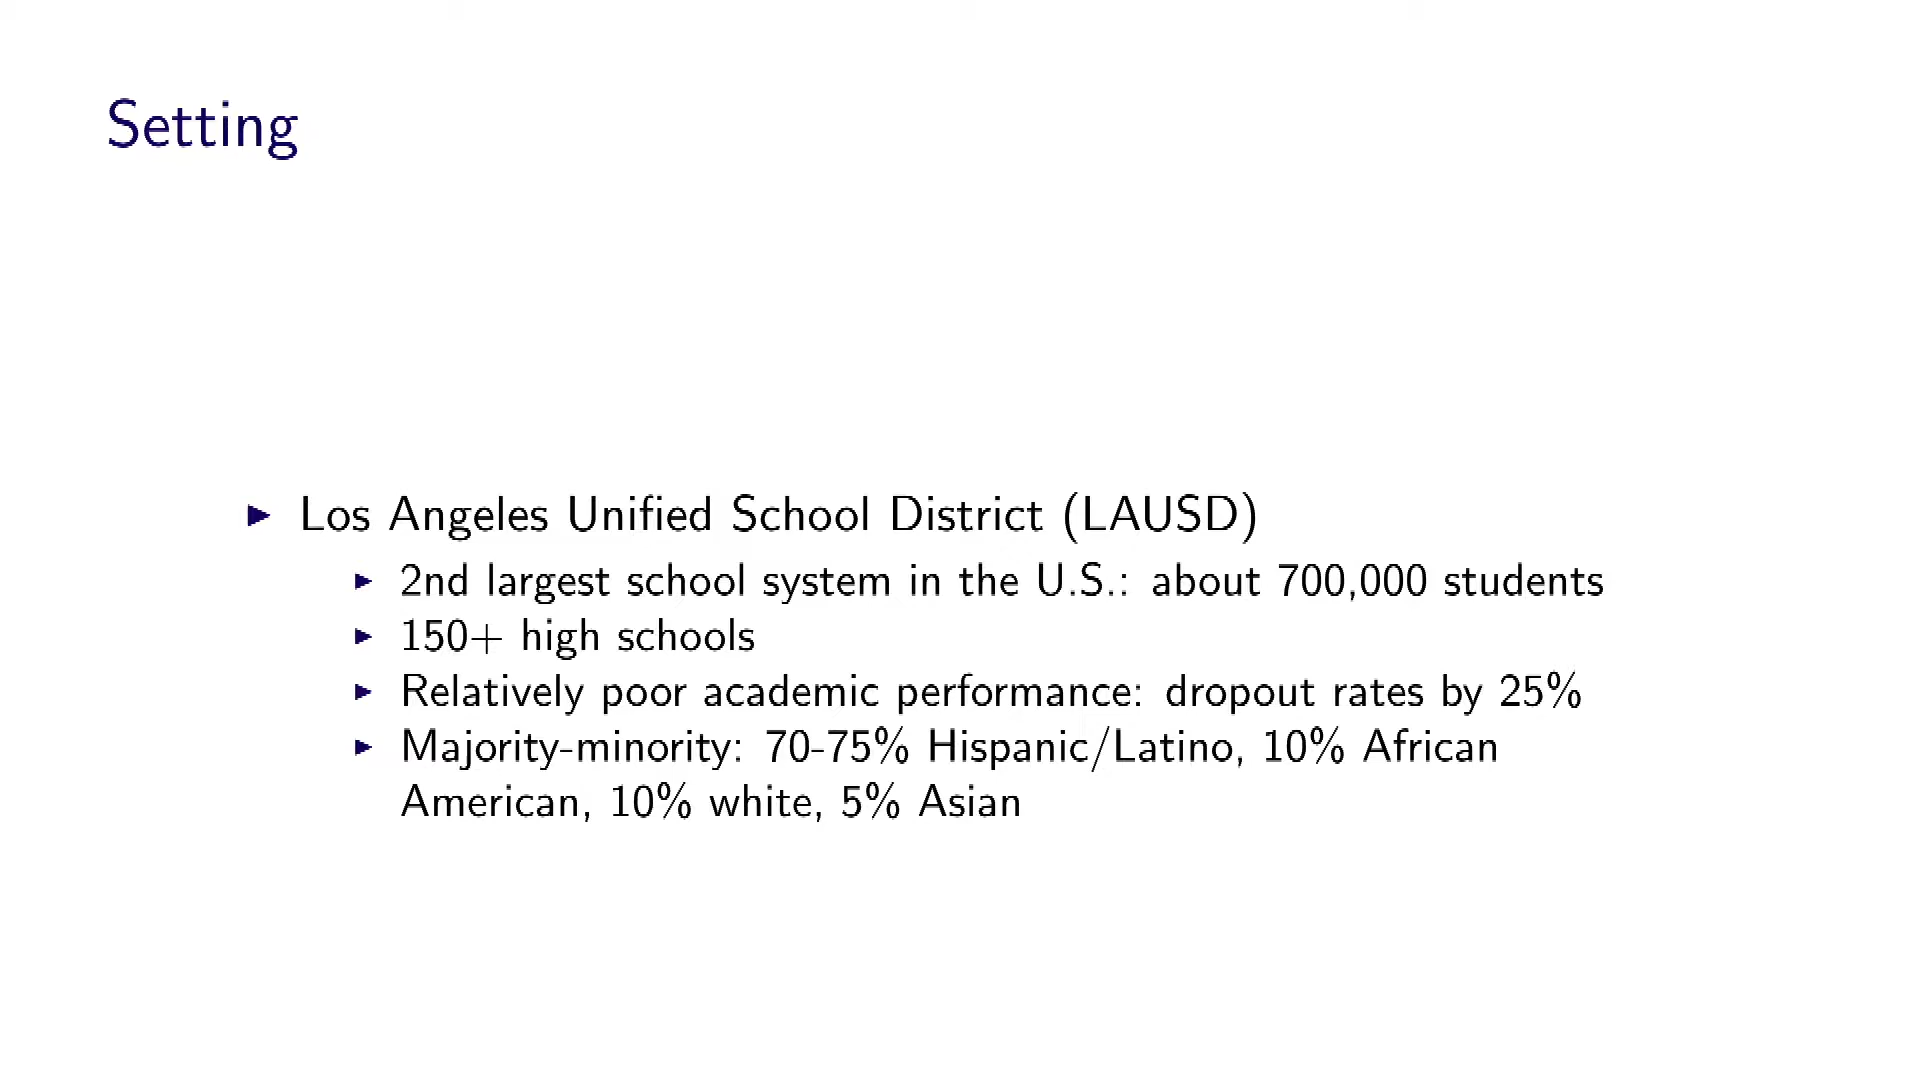 Setting
▶ Los Angeles Unified School District (LAUSD)
▶ 2nd largest school system in the U.S.: about 700,000 students
▶ 150+ high schools
▶ Relatively poor academic performance: dropout rates by 25%
▶ Majority-minority: 70-75% Hispanic/Latino, 10% African
American, 10% white, 5% Asian